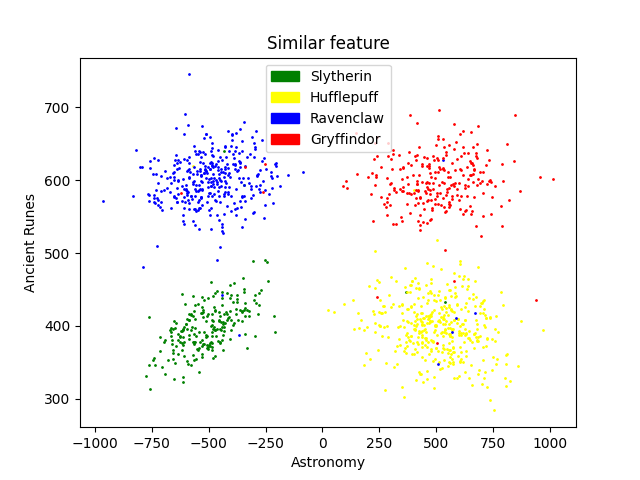 Similar feature
Slytherin
Hufflepuff
Ravenclaw
Gryffindor
700
600
500
400
300
Ancient Runes
−1000 −750 −500 −250 0 250 500 750 1000
Astronomy